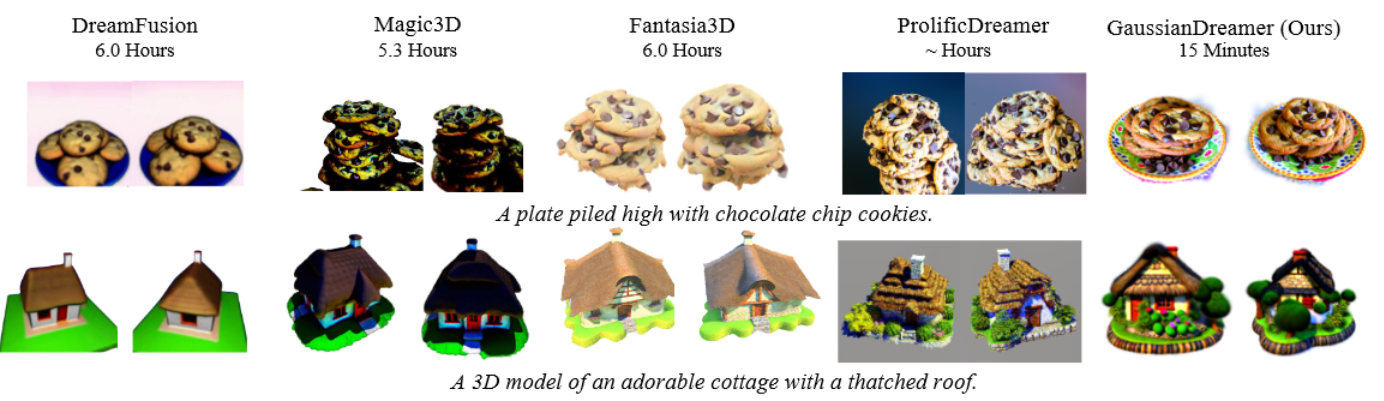 DreamFusion
6.0 Hours
Magic3D
5.3 Hours
Fantasia3D
6.0 Hours
ProlificDreamer
~ Hours
GaussianDreamer (Ours)
15 Minutes
A plate piled high with chocolate chip cookies.
A 3D model of an adorable cottage with a thatched roof.